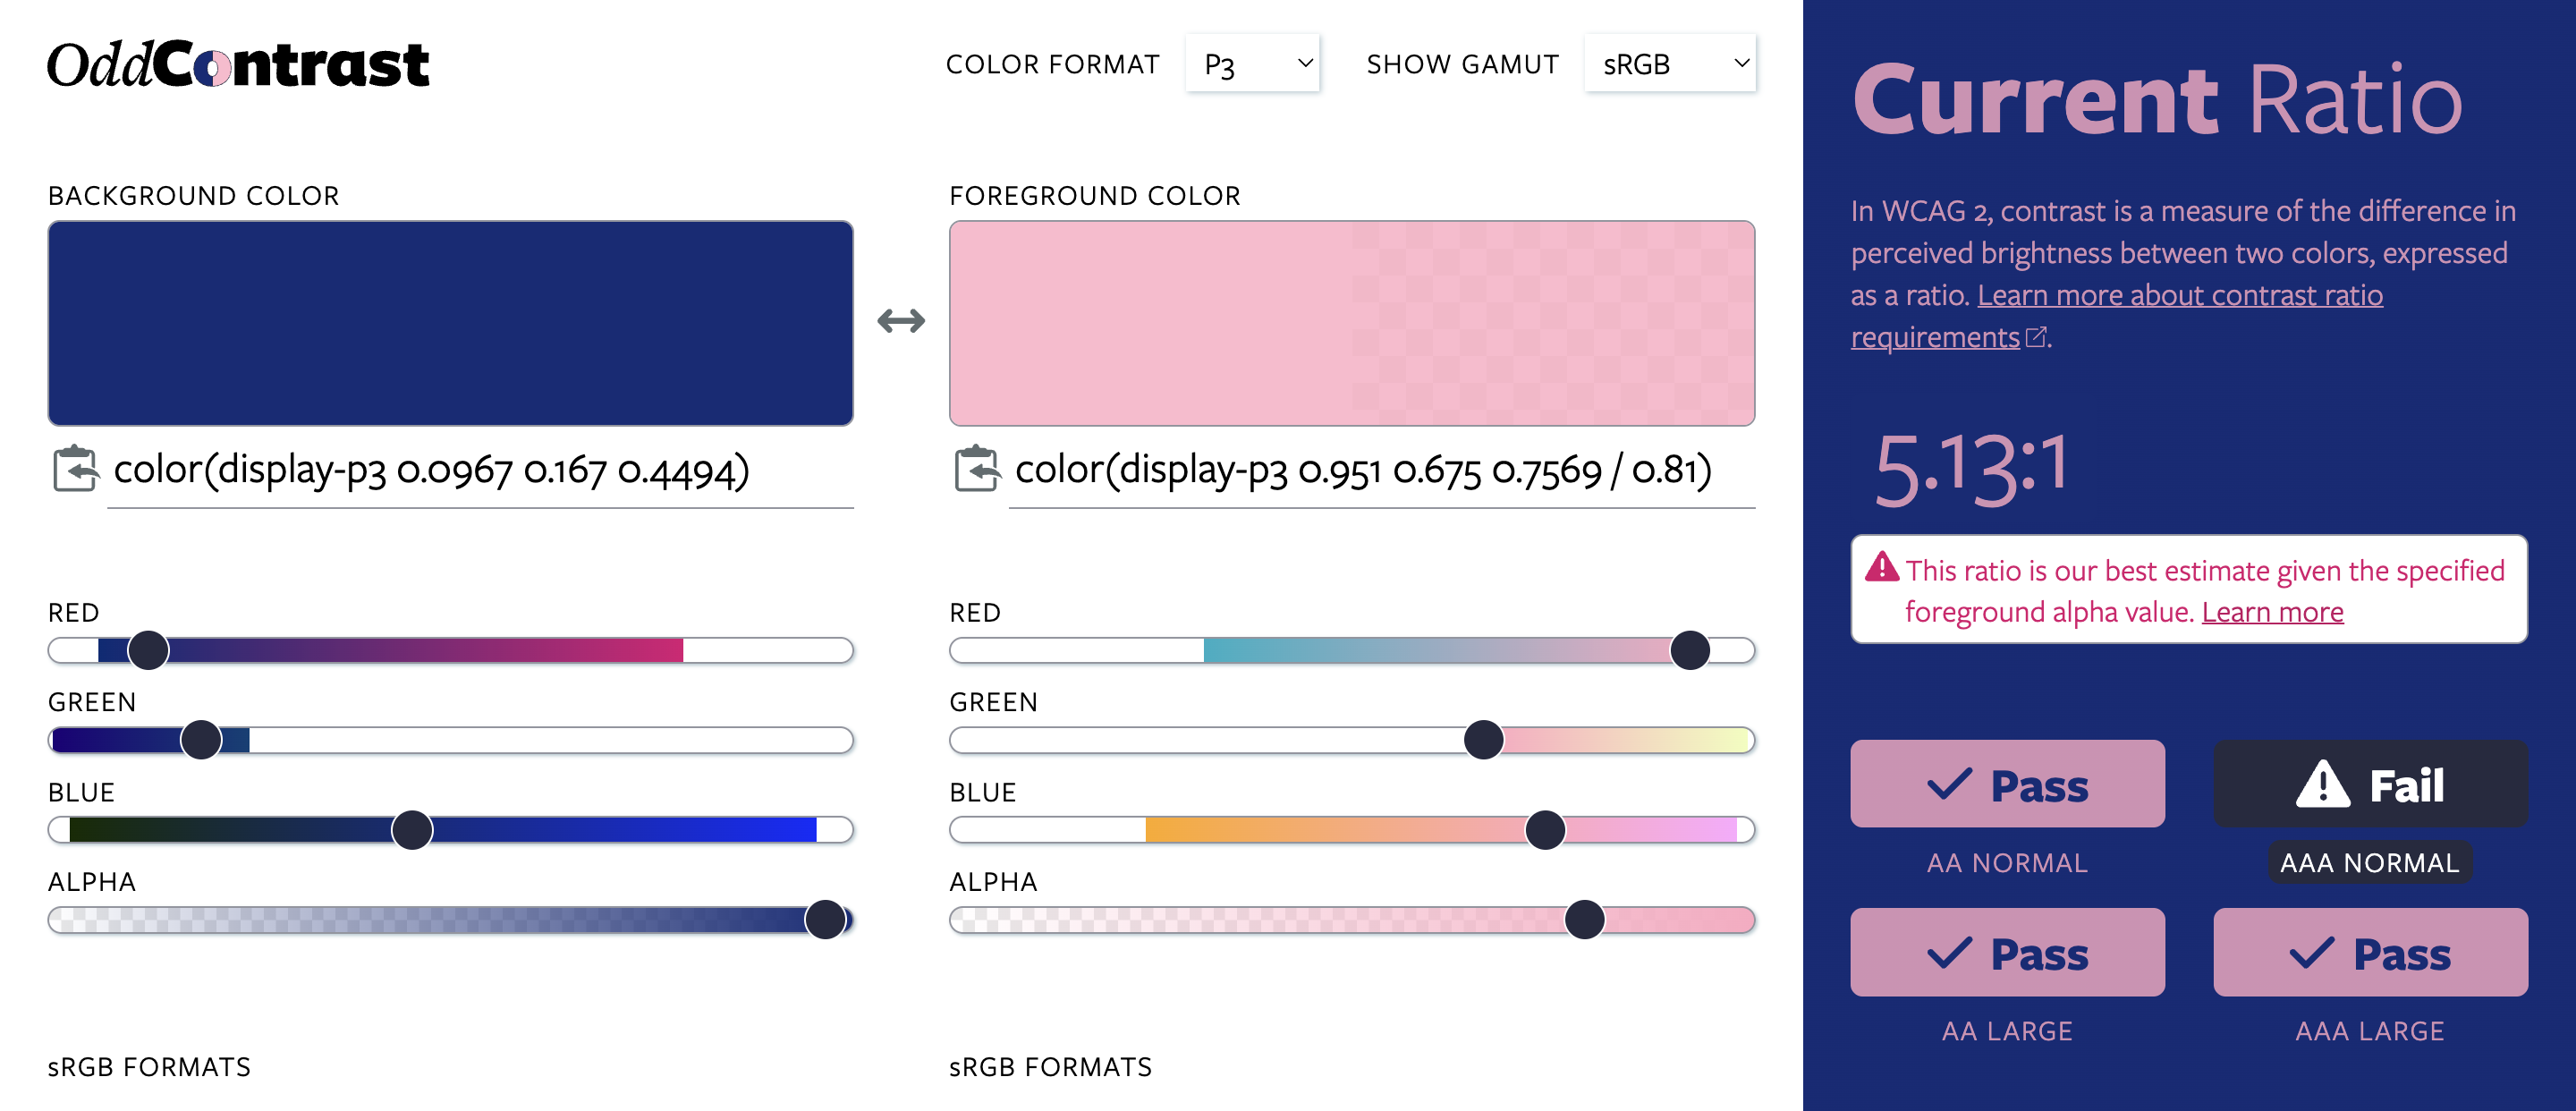 OddContrast
COLOR FORMAT P3 SHOW GAMUT sRGB
BACKGROUND COLOR
color(display-p3 0.0967 0.167 0.4494)
RED
GREEN
BLUE
ALPHA
sRGB FORMATS
FOREGROUND COLOR
color(display-p3 0.951 0.675 0.7569 / 0.81)
RED
GREEN
BLUE
ALPHA
sRGB FORMATS
Current Ratio
In WCAG 2, contrast is a measure of the difference in
perceived brightness between two colors, expressed
as a ratio. Learn more about contrast ratio
requirements.
5.13:1
This ratio is our best estimate given the specified
foreground alpha value. Learn more
Pass
AA NORMAL
Fail
AAA NORMAL
Pass
AA LARGE
Pass
AAA LARGE